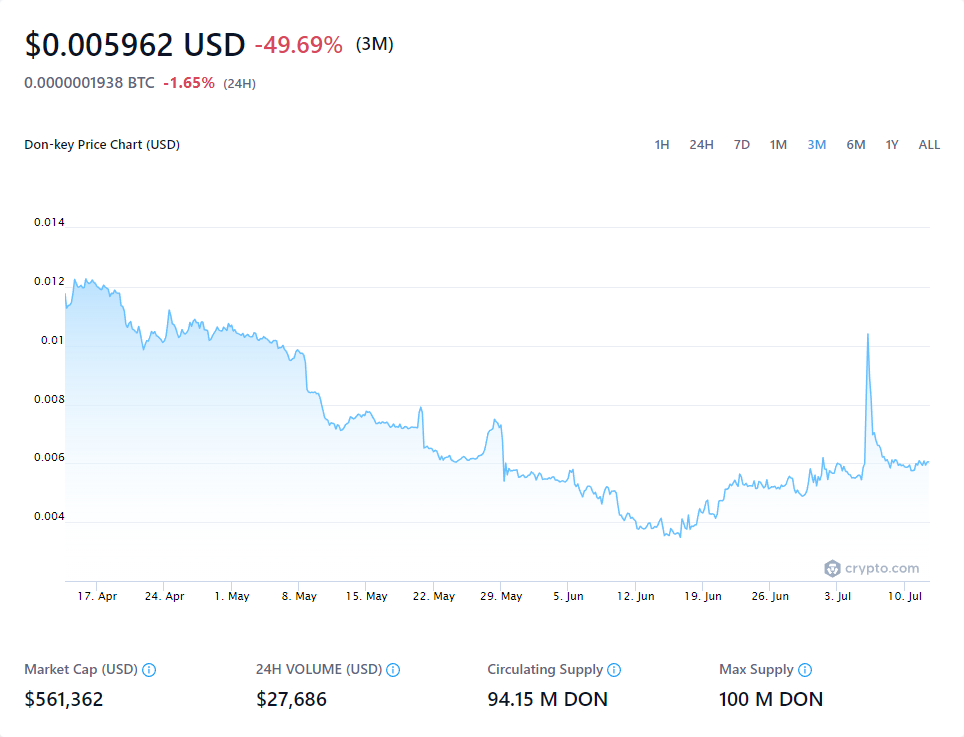 $0.005962 USD -49.69% (3M)
0.0000001938 BTC -1.65% (24H)
Don-key Price Chart (USD)
1H 24H 7D 1M 3M 6M 1Y ALL
0.014
0.012
0.01
0.008
0.006
0.004
crypto.com
17. Apr 24. Apr 1. May 8. May 15. May 22. May 29. May 5. Jun 12. Jun 19. Jun 26. Jun 3. Jul 10. Jul
Market Cap (USD) 24H VOLUME (USD) Circulating Supply Max Supply
$561,362 $27,686 94.15 M DON 100 M DON